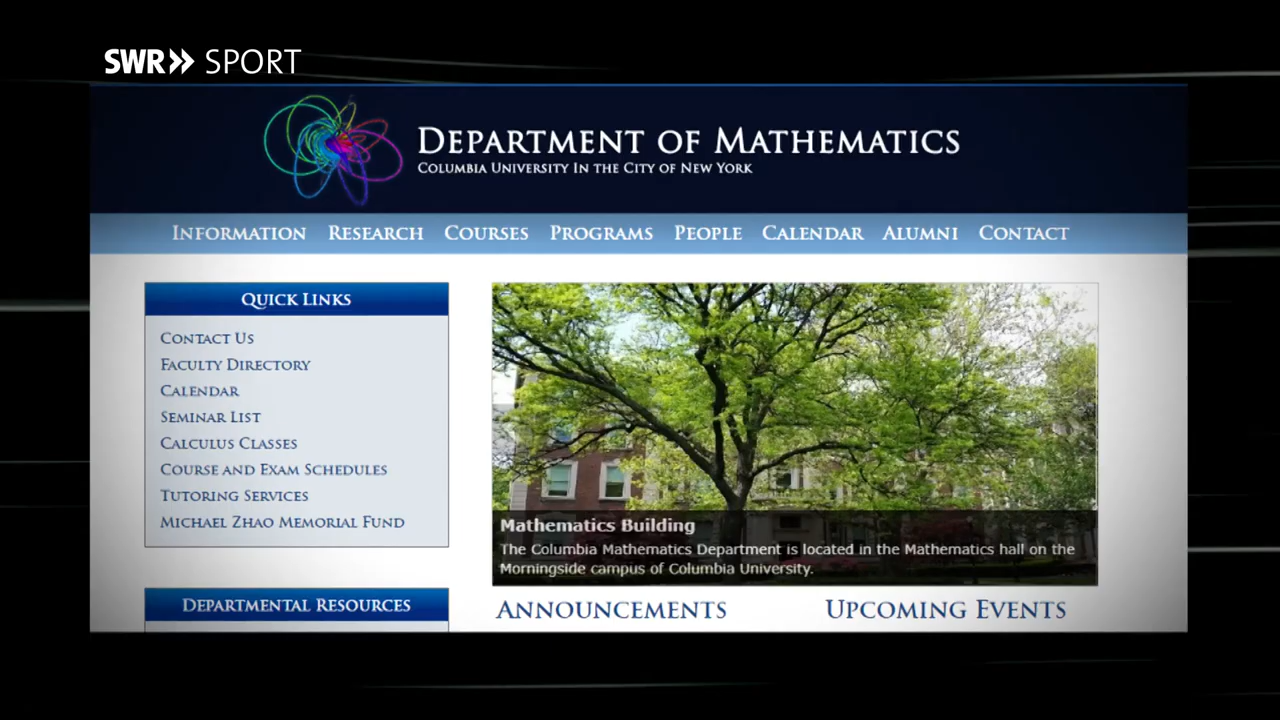 SWR SPORT
DEPARTMENT OF MATHEMATICS
COLUMBIA UNIVERSITY IN THE CITY OF NEW YORK
INFORMATION RESEARCH COURSES PROGRAMS PEOPLE CALENDAR ALUMNI CONTACT
QUICK LINKS
CONTACT US
FACULTY DIRECTORY
CALENDAR
SEMINAR LIST
CALCULUS CLASSES
COURSE AND EXAM SCHEDULES
TUTORING SERVICES
MICHAEL ZHAO MEMORIAL FUND
DEPARTMENTAL RESOURCES
Mathematics Building
The Columbia Mathematics Department is located in the Mathematics hall on the
Morningside campus of Columbia University.
ANNOUNCEMENTS
UPCOMING EVENTS